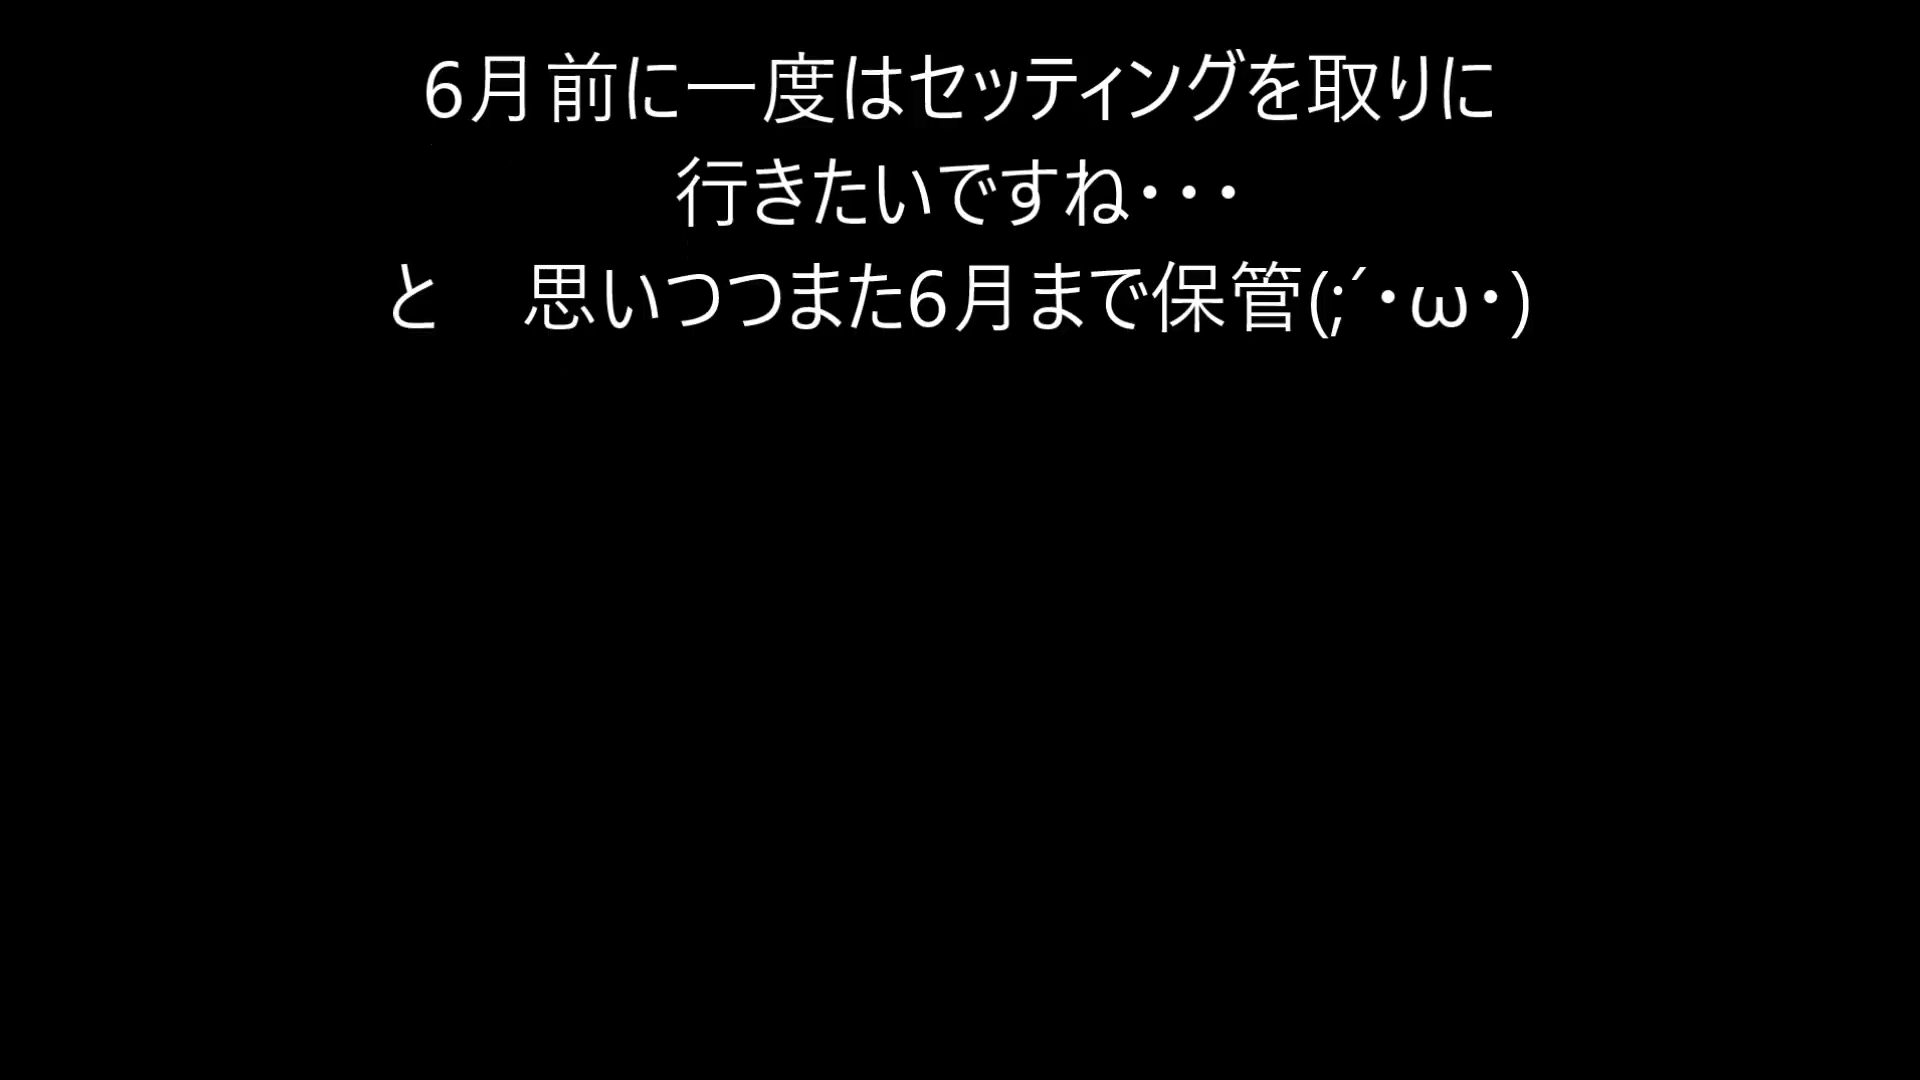 6月前に一度はセッティングを取りに
行きたいですね・・・
と　思いつつまた6月まで保管(;´・ω・)